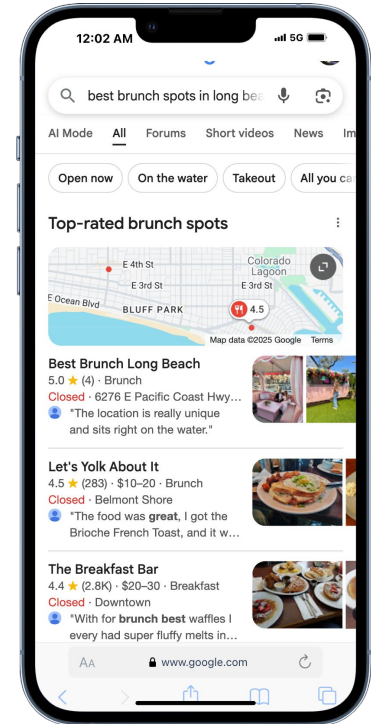 12:02 AM
5G
best brunch spots in long bea
AI Mode All Forums Short videos News Im
Open now On the water Takeout All you ca
Top-rated brunch spots
Colorado
Lagoon
E 4th St
E 3rd St E 3rd St
E Ocean Blvd
BLUFF PARK
4.5
Map data ©2025 Google Terms
Best Brunch Long Beach
5.0 ★ (4) · Brunch
Closed · 6276 E Pacific Coast Hwy...
"The location is really unique
and sits right on the water."
Let's Yolk About It
4.5 ★ (283) · $10–20 · Brunch
Closed · Belmont Shore
"The food was great, I got the
Brioche French Toast, and it w...
The Breakfast Bar
4.4 ★ (2.8K) · $20–30 · Breakfast
Closed · Downtown
"With for brunch best waffles I
every had super fluffy melts in...
AA www.google.com